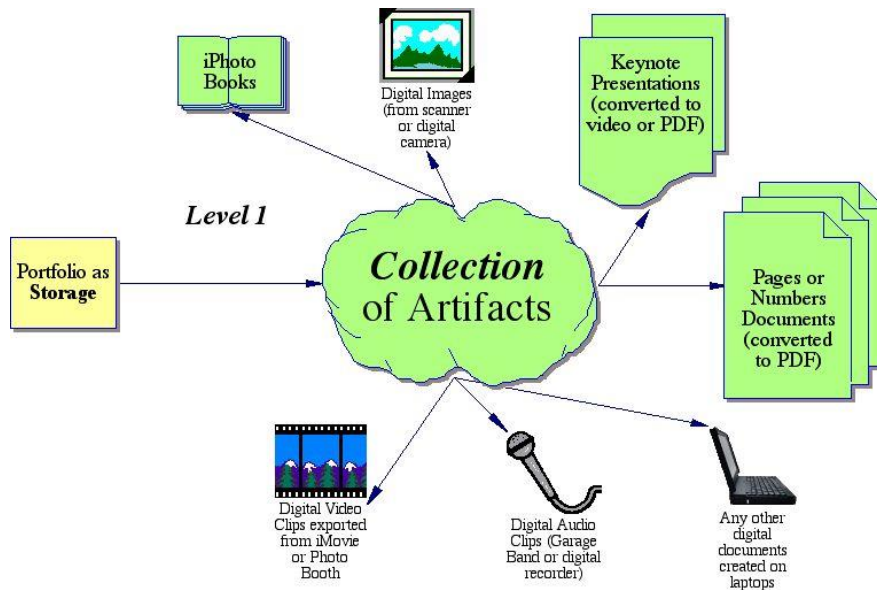 iPhoto
Books
Digital Images
(from scanner
or digital
camera)
Keynote
Presentations
(converted to
video or PDF)
Level 1
Portfolio as
Storage
Collection
of Artifacts
Pages or
Numbers
Documents
(converted
to PDF)
Digital Video
Clips exported
from iMovie
or Photo
Booth
Digital Audio
Clips (Garage
Band or digital
recorder)
Any other
digital
documents
created on
laptops